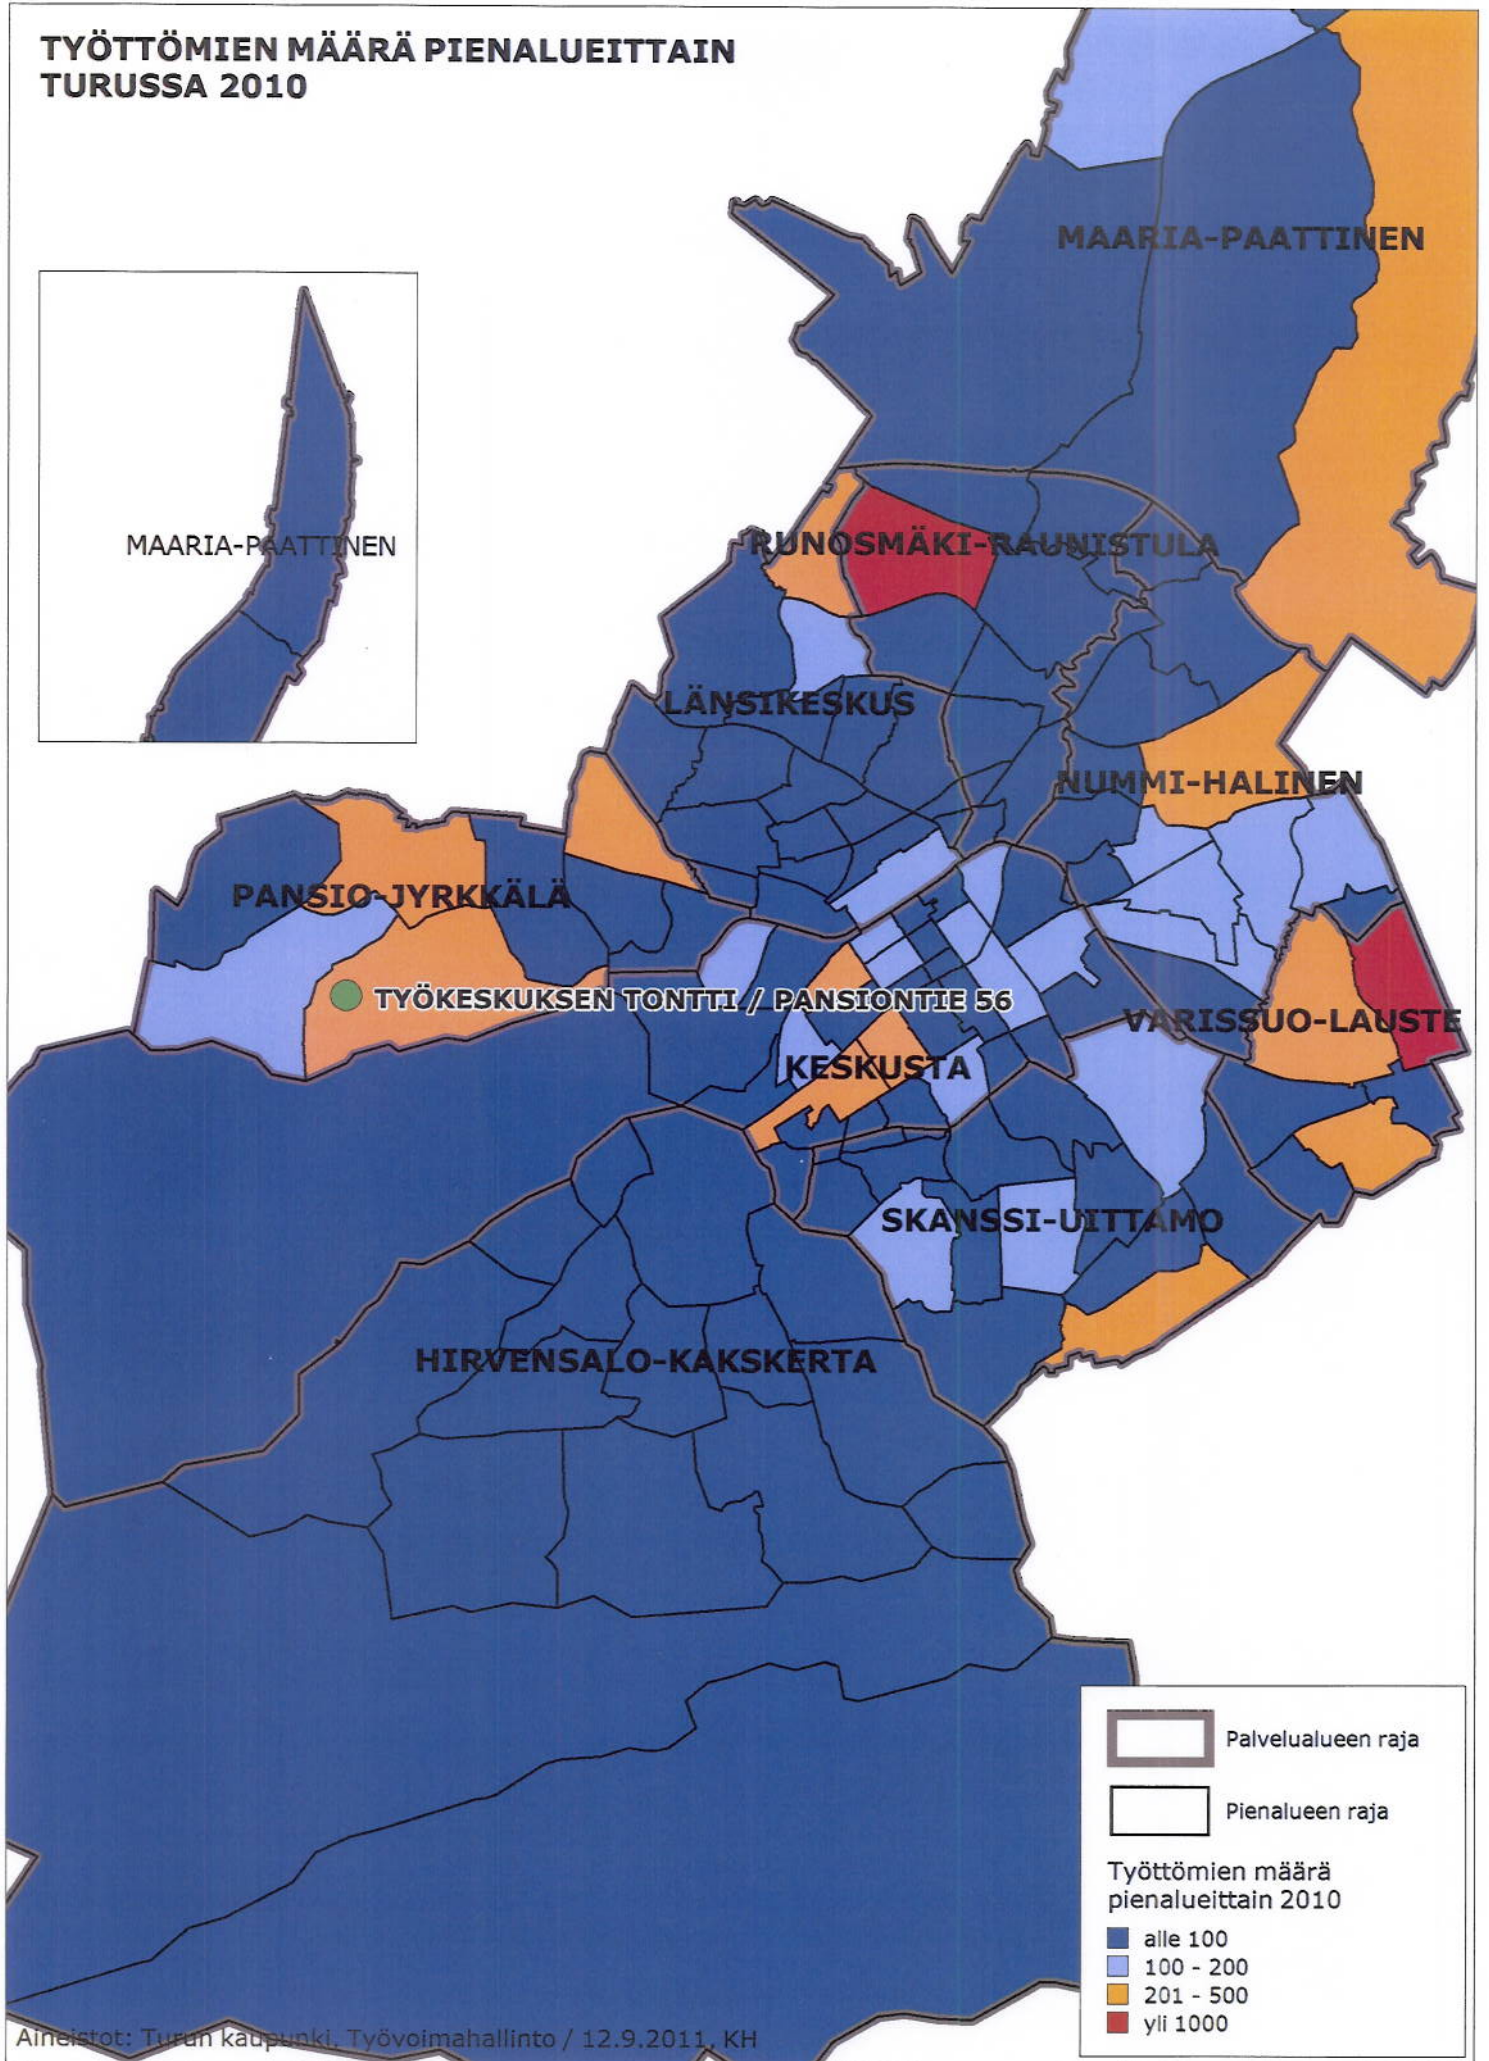 TYÖTTÖMIEN MÄÄRÄ PIENALUEITTAIN
TURUSSA 2010
MAARIA-PAATTINEN
MAARIA-PAATTINEN
RUNOSMÄKI-RAUNISTULA
LÄNSIKESKUS
NUMMI-HALINEN
PANSIO-JYRKKÄLÄ
TYÖKESKUKSEN TONTTI / PANSIONTIE 56
VARISSUO-LAUSTE
KESKUSTA
SKANSSI-UITTAMO
HIRVENSALO-KAKSKERTA
Palvelualueen raja
Pienalueen raja
Työttömien määrä
pienalueittain 2010
alle 100
100 - 200
201 - 500
yli 1000
Aineistot: Turun kaupunki, Työvoimahallinto / 12.9.2011, KH